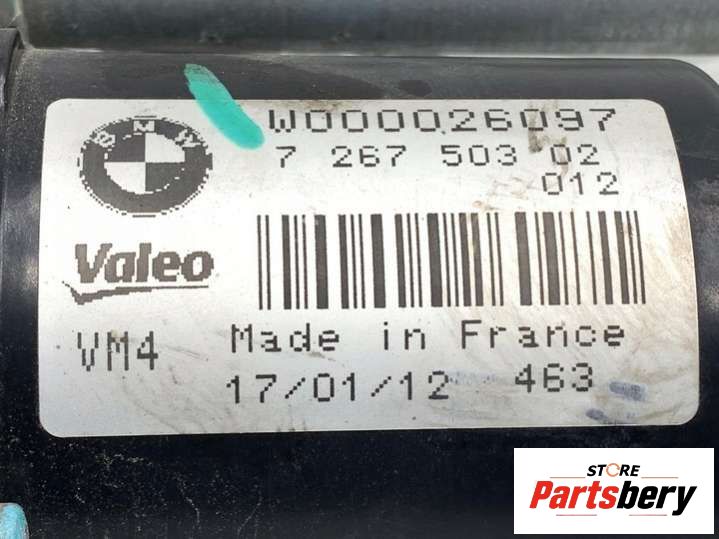 BMW
W000026097
7 267 503 02
012
Valeo
VM4
Made in France
17/01/12 463
STORE
Partsbery